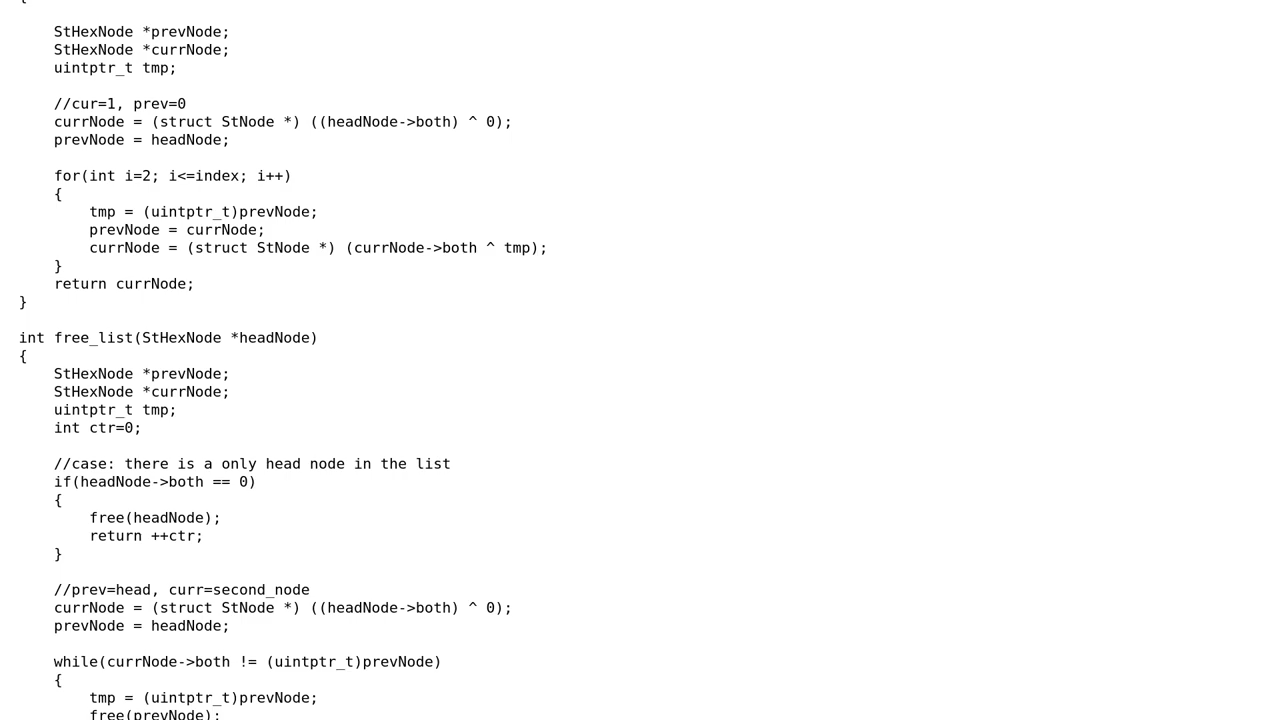 {
StHexNode *prevNode;
StHexNode *currNode;
uintptr_t tmp;
//cur=1, prev=0
currNode = (struct StNode *) ((headNode->both) ^ 0);
prevNode = headNode;
for(int i=2; i<=index; i++)
{
tmp = (uintptr_t)prevNode;
prevNode = currNode;
currNode = (struct StNode *) (currNode->both ^ tmp);
}
return currNode;
}
int free_list(StHexNode *headNode)
{
StHexNode *prevNode;
StHexNode *currNode;
uintptr_t tmp;
int ctr=0;
//case: there is a only head node in the list
if(headNode->both == 0)
{
free(headNode);
return ++ctr;
}
//prev=head, curr=second_node
currNode = (struct StNode *) ((headNode->both) ^ 0);
prevNode = headNode;
while(currNode->both != (uintptr_t)prevNode)
{
tmp = (uintptr_t)prevNode;
free(prevNode);